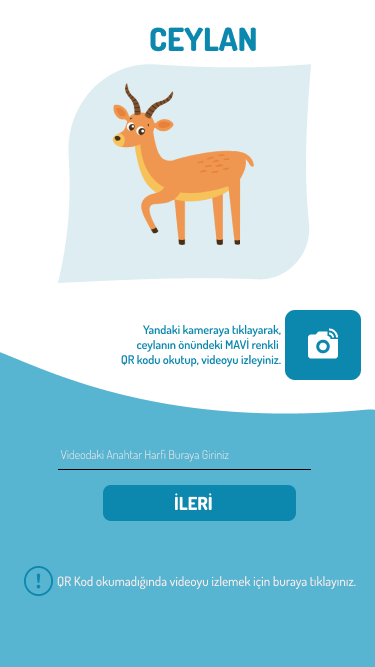 CEYLAN
Yandaki kameraya tıklayarak,
ceylanın önündeki MAVİ renkli
QR kodu okutup, videoyu izleyiniz.
Videodaki Anahtar Harfi Buraya Giriniz
İLERİ
! QR Kod okumadığında videoyu izlemek için buraya tıklayınız.